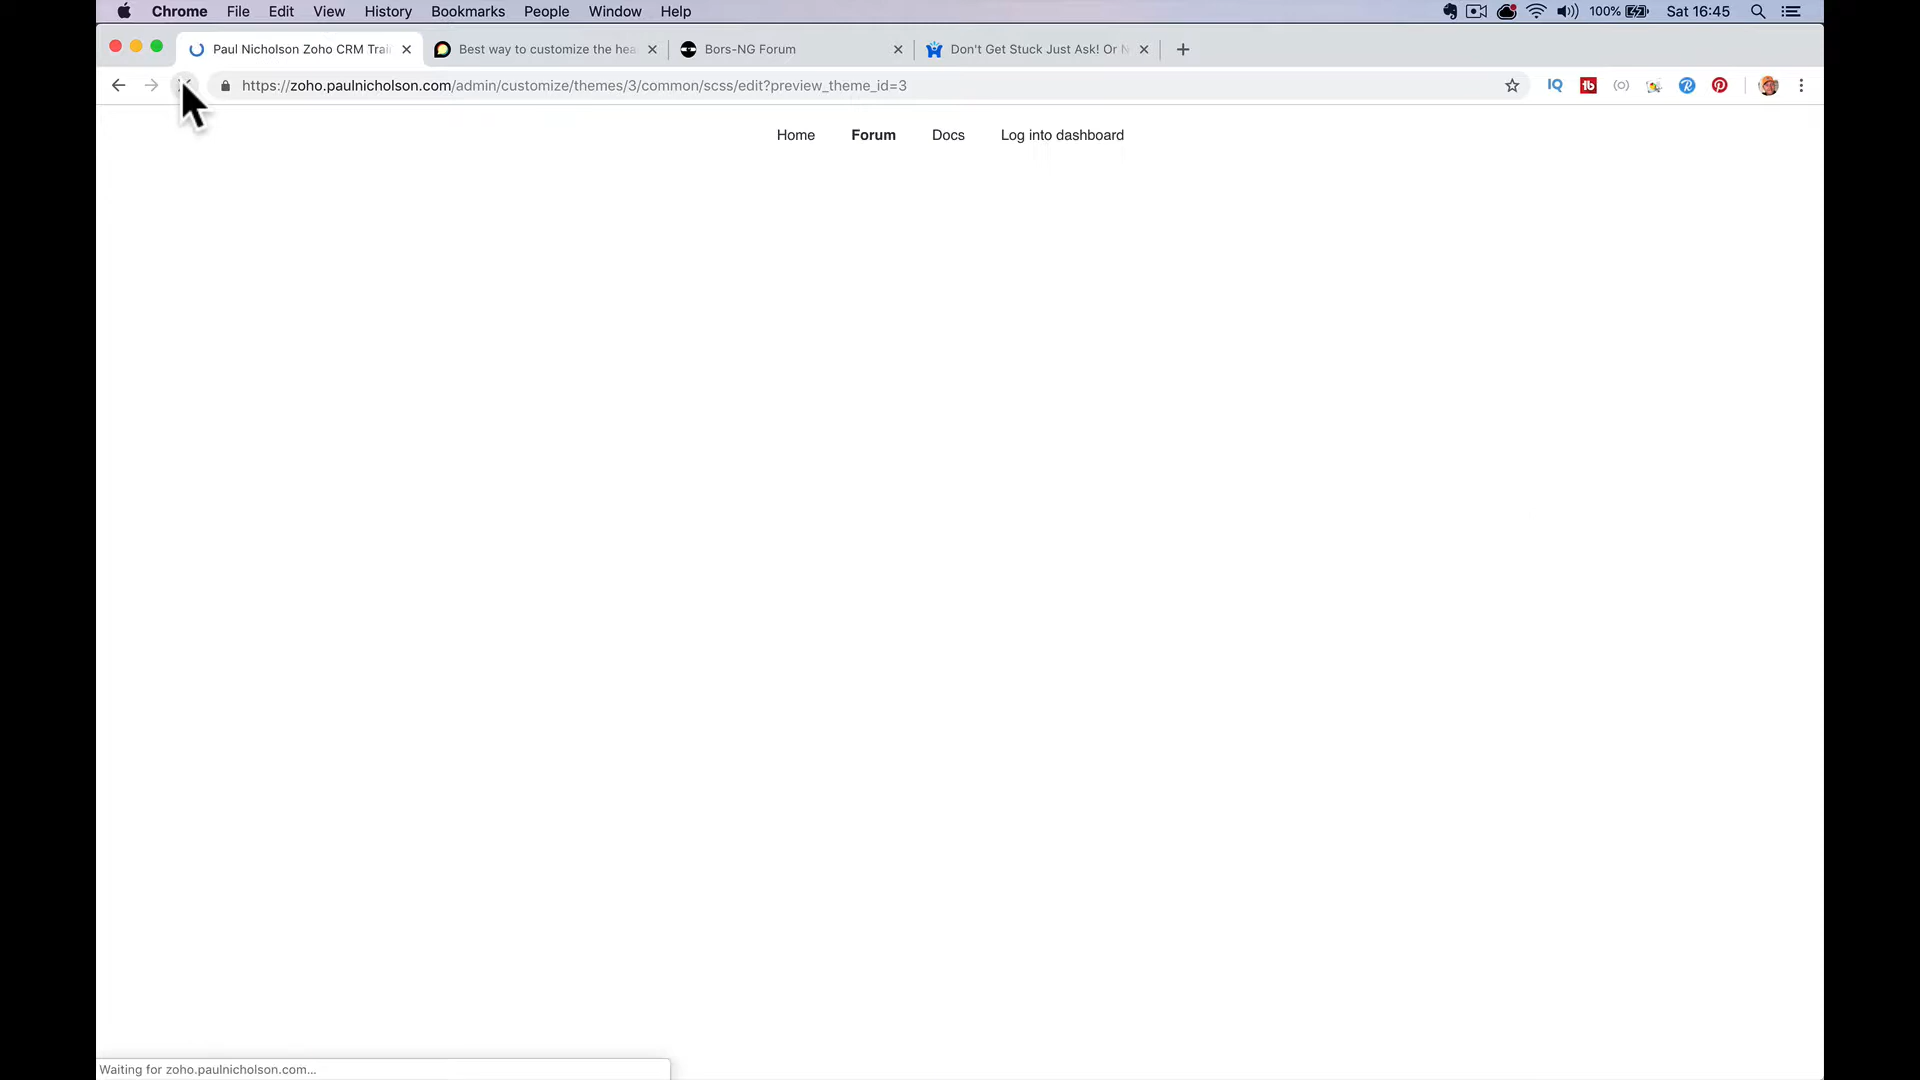 Chrome File Edit View History Bookmarks People Window Help 100% Sat 16:45
Paul Nicholson Zoho CRM Trai Best way to customize the hea Bors-NG Forum Don't Get Stuck Just Ask! Or N
https://zoho.paulnicholson.com/admin/customize/themes/3/common/scss/edit?preview_theme_id=3 IQ tb R
Home Forum Docs Log into dashboard
Waiting for zoho.paulnicholson.com...